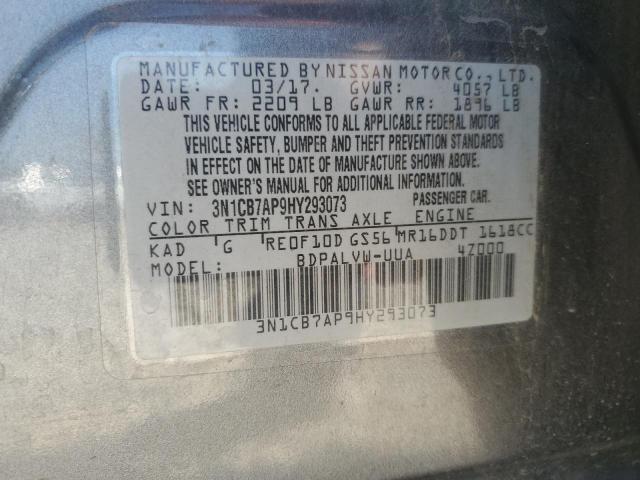 MANUFACTURED BY NISSAN MOTOR CO., LTD.
DATE: 03/17. GVWR: 4057 LB
GAWR FR: 2209 LB GAWR RR: 1896 LB
THIS VEHICLE CONFORMS TO ALL APPLICABLE FEDERAL MOTOR
VEHICLE SAFETY, BUMPER AND THEFT PREVENTION STANDARDS
IN EFFECT ON THE DATE OF MANUFACTURE SHOWN ABOVE.
SEE OWNER'S MANUAL FOR ADDITIONAL INFORMATION.
VIN: 3N1CB7AP9HY293073 PASSENGER CAR.
COLOR TRIM TRANS AXLE ENGINE
KAD G RE0F10D GS56 MR16DDT 1618CC
MODEL: BDPALVW-UUA 4Z000
3N1CB7AP9HY293073